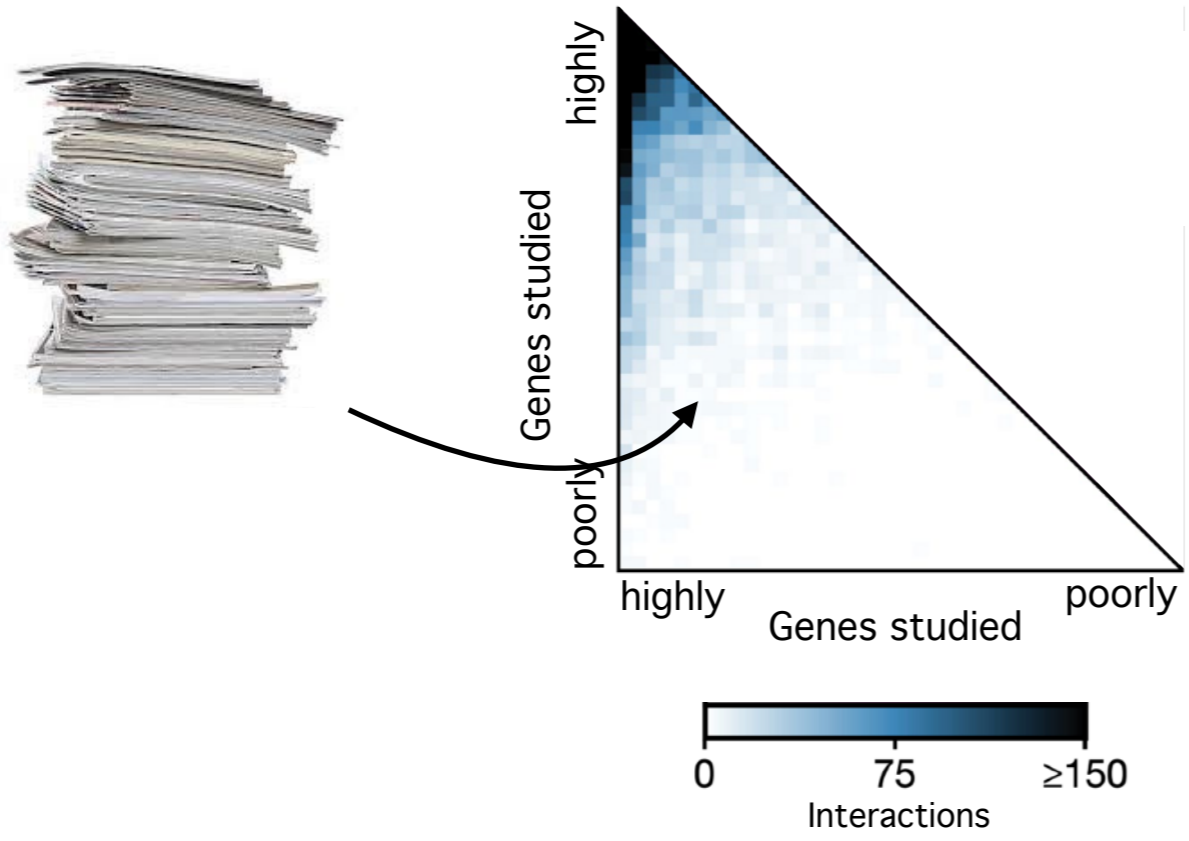 highly
Genes studied
poorly
highly
poorly
Genes studied
0
75
≥150
Interactions